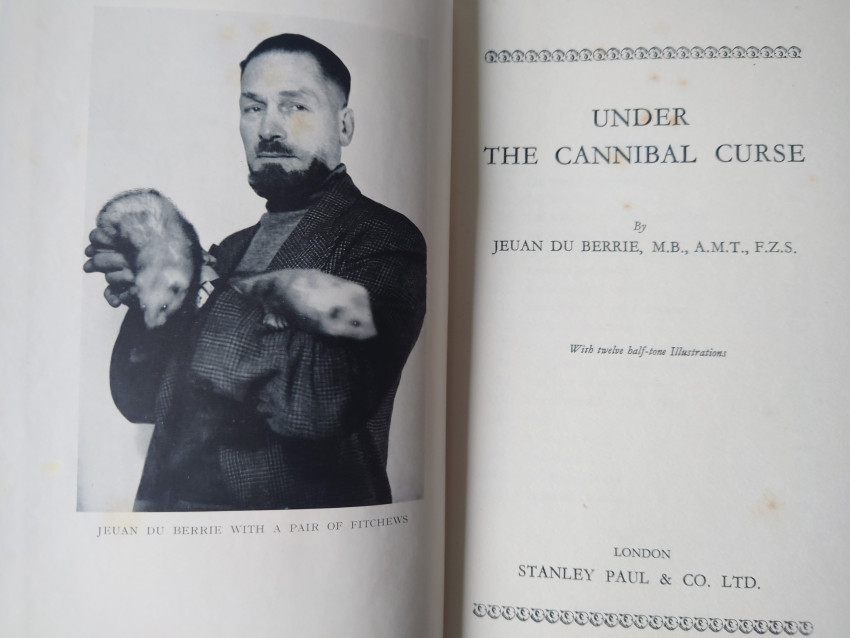 JEUAN DU BERRIE WITH A PAIR OF FITCHEWS
UNDER
THE CANNIBAL CURSE
By
JEUAN DU BERRIE, M.B., A.M.T., F.Z.S.
With twelve half-tone Illustrations
LONDON
STANLEY PAUL & CO. LTD.